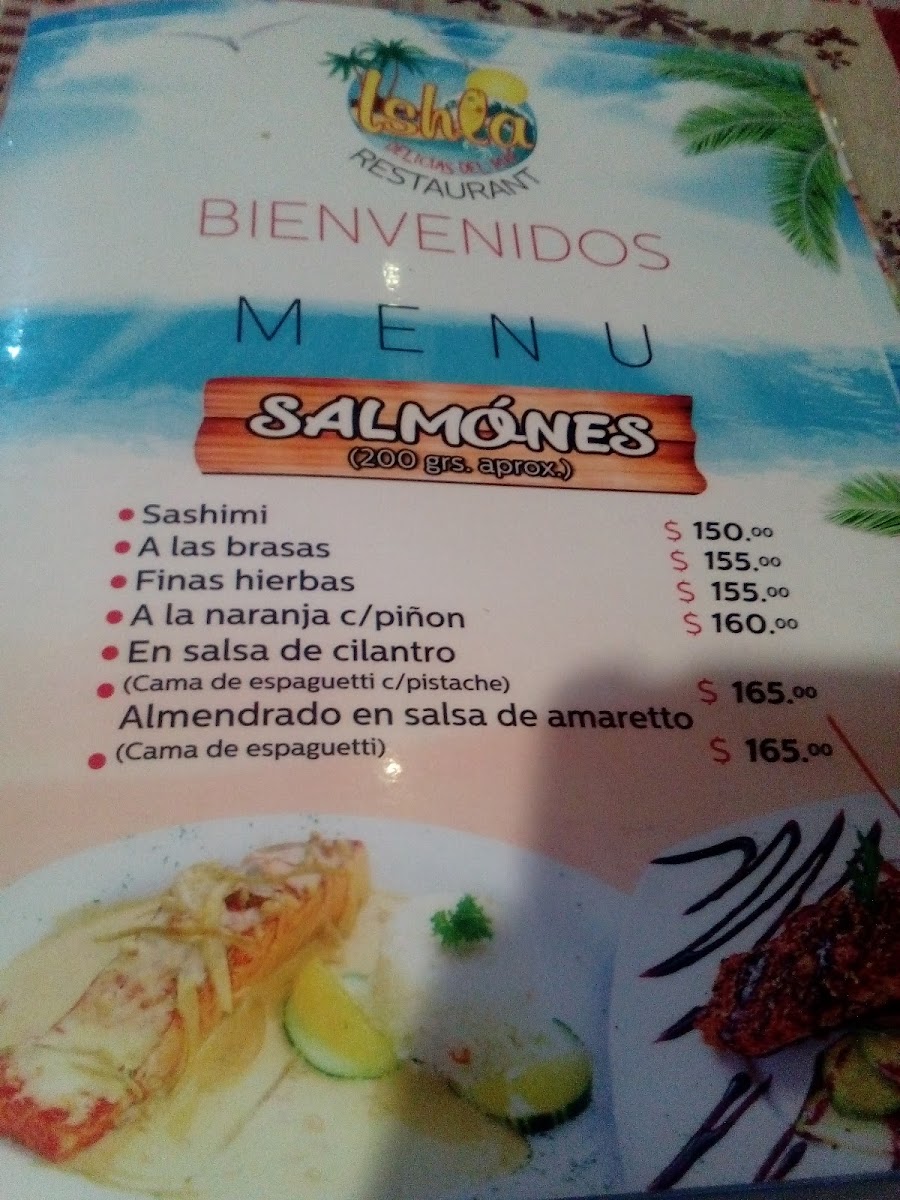 Ishla
DELICIAS DEL MAR
RESTAURANT
BIENVENIDOS
MENU
SALMÓNES
(200 grs. aprox.)
• Sashimi $ 150.00
• A las brasas $ 155.00
• Finas hierbas $ 155.00
• A la naranja c/piñon $ 160.00
• En salsa de cilantro
• (Cama de espaguetti c/pistache) $ 165.00
Almendrado en salsa de amaretto
• (Cama de espaguetti) $ 165.00